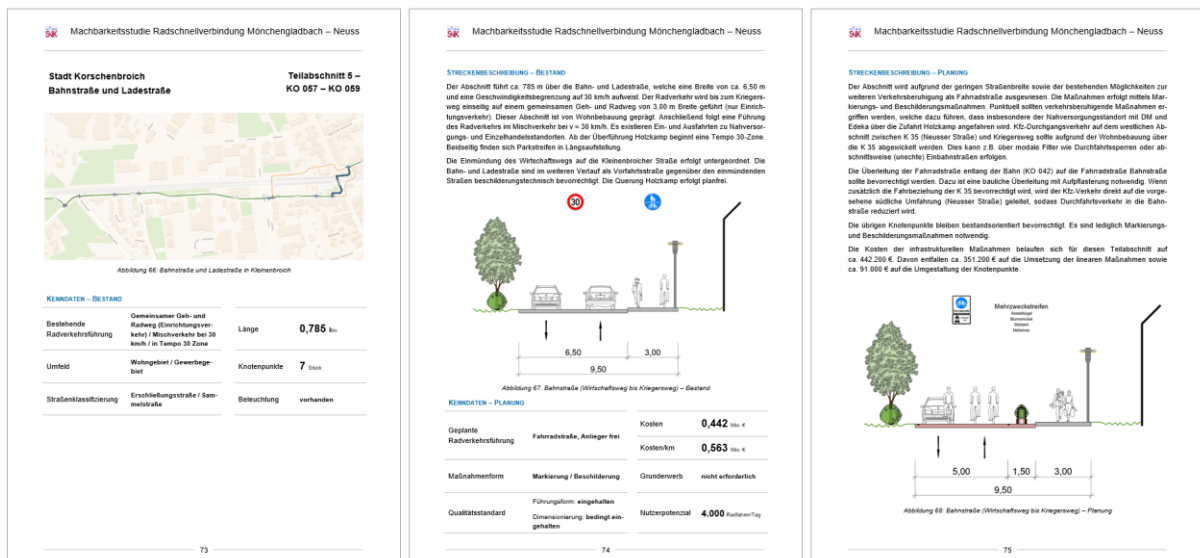 Machbarkeitsstudie Radschnellverbindung Mönchengladbach – Neuss
Stadt Korschenbroich
Bahnstraße und Ladestraße
Teilabschnitt 5 –
KO 057 – KO 059
Abbildung 66: Bahnstraße und Ladestraße in Kleinenbroich
KENNDATEN – BESTAND
Bestehende
Radverkehrsführung
Gemeinsamer Geh- und
Radweg (Einrichtungsver-
kehr) / Mischverkehr bei 30
km/h / in Tempo 30 Zone
Länge
0,785 km
Umfeld
Wohngebiet / Gewerbege-
biet
Knotenpunkte
7 Stück
Straßenklassifizierung
Erschließungsstraße / Sam-
melstraße
Beleuchtung
vorhanden
73
Machbarkeitsstudie Radschnellverbindung Mönchengladbach – Neuss
STRECKENBESCHREIBUNG – BESTAND
Der Abschnitt führt ca. 785 m über die Bahn- und Ladestraße, welche eine Breite von ca. 6,50 m
und eine Geschwindigkeitsbegrenzung auf 30 km/h aufweist. Der Radverkehr wird bis zum Kriegers-
weg einseitig auf einem gemeinsamen Geh- und Radweg von 3,00 m Breite geführt (nur Einrich-
tungsverkehr). Dieser Abschnitt ist von Wohnbebauung geprägt. Anschließend folgt eine Führung
des Radverkehrs im Mischverkehr bei v = 30 km/h. Es existieren Ein- und Ausfahrten zu Nahversor-
gungs- und Einzelhandelsstandorten. Ab der Überführung Holzkamp beginnt eine Tempo 30-Zone.
Beidseitig finden sich Parkstreifen in Längsaufstellung.
Die Einmündung des Wirtschaftswegs auf die Kleinenbroicher Straße erfolgt untergeordnet. Die
Bahn- und Ladestraße sind im weiteren Verlauf als Vorfahrtsstraße gegenüber den einmündenden
Straßen beschilderungstechnisch bevorrechtigt. Die Querung Holzkamp erfolgt planfrei.
30
6,50
3,00
9,50
Abbildung 67: Bahnstraße (Wirtschaftsweg bis Kriegersweg) – Bestand
KENNDATEN – PLANUNG
Geplante
Radverkehrsführung
Fahrradstraße, Anlieger frei
Kosten
0,442 Mio. €
Kosten/km
0,563 Mio. €
Maßnahmenform
Markierung / Beschilderung
Grunderwerb
nicht erforderlich
Qualitätsstandard
Führungsform: eingehalten
Dimensionierung: bedingt ein-
gehalten
Nutzerpotenzial
4.000 Radfahrer/Tag
74
Machbarkeitsstudie Radschnellverbindung Mönchengladbach – Neuss
STRECKENBESCHREIBUNG – PLANUNG
Der Abschnitt wird aufgrund der geringen Straßenbreite sowie der bestehenden Möglichkeiten zur
weiteren Verkehrsberuhigung als Fahrradstraße ausgewiesen. Die Maßnahmen erfolgt mittels Mar-
kierungs- und Beschilderungsmaßnahmen. Punktuell sollten verkehrsberuhigende Maßnahmen er-
griffen werden, welche dazu führen, dass insbesondere der Nahversorgungsstandort mit DM und
Edeka über die Zufahrt Holzkamp angefahren wird. Kfz-Durchgangsverkehr auf dem westlichen Ab-
schnitt zwischen K 35 (Neusser Straße) und Kriegersweg sollte aufgrund der Wohnbebauung über
die K 35 abgewickelt werden. Dies kann z.B. über modale Filter wie Durchfahrtsperren oder ab-
schnittsweise (unechte) Einbahnstraßen erfolgen.
Die Überleitung der Fahrradstraße entlang der Bahn (KO 042) auf die Fahrradstraße Bahnstraße
sollte bevorrechtigt werden. Dazu ist eine bauliche Überleitung mit Aufpflasterung notwendig. Wenn
zusätzlich die Fahrbeziehung der K 35 bevorrechtigt wird, wird der Kfz-Verkehr direkt auf die vorge-
sehene südliche Umfahrung (Neusser Straße) geleitet, sodass Durchfahrtsverkehr in die Bahn-
straße reduziert wird.
Die übrigen Knotenpunkte bleiben bestandsorientiert bevorrechtigt. Es sind lediglich Markierungs-
und Beschilderungsmaßnahmen notwendig.
Die Kosten der infrastrukturellen Maßnahmen belaufen sich für diesen Teilabschnitt auf
ca. 442.200 €. Davon entfallen ca. 351.200 € auf die Umsetzung der linearen Maßnahmen sowie
ca. 91.000 € auf die Umgestaltung der Knotenpunkte.
Mehrzweckstreifen
5,00
1,50
3,00
9,50
Abbildung 68: Bahnstraße (Wirtschaftsweg bis Kriegersweg) – Planung
75